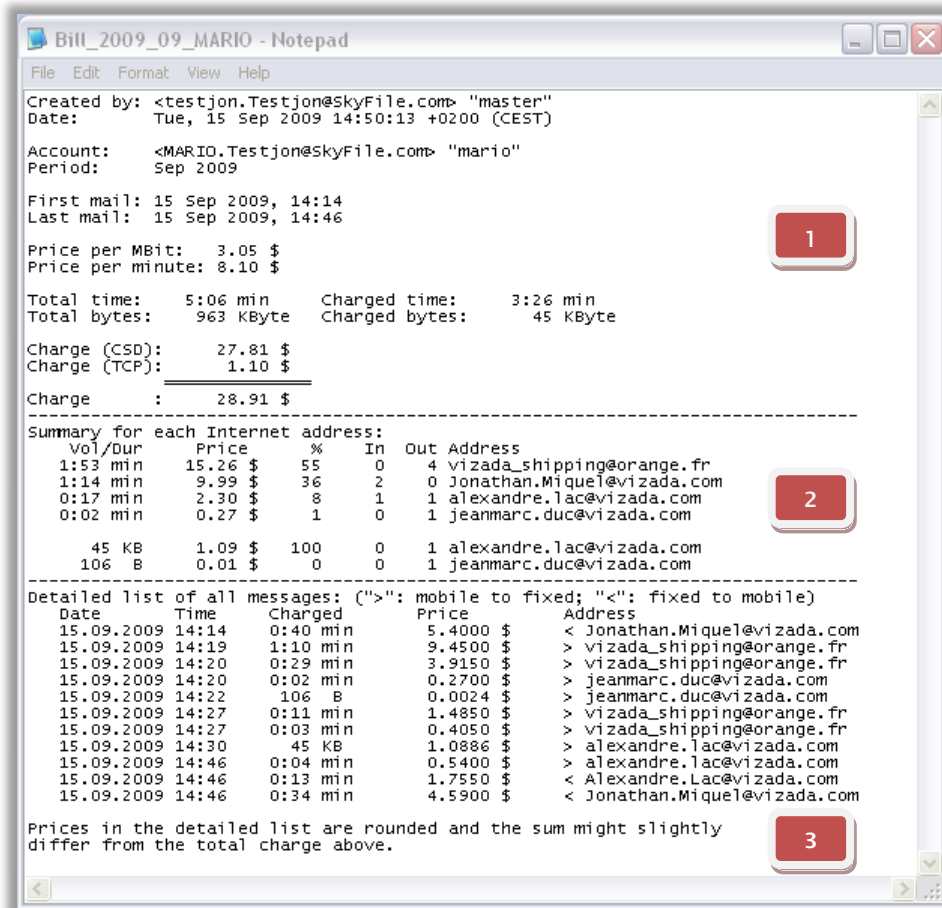 Bill_2009_09_MARIO - Notepad
File Edit Format View Help
Created by: <testjon.Testjon@SkyFile.com> "master"
Date: Tue, 15 Sep 2009 14:50:13 +0200 (CEST)
Account: <MARIO.Testjon@SkyFile.com> "mario"
Period: Sep 2009
First mail: 15 Sep 2009, 14:14
Last mail: 15 Sep 2009, 14:46
1
Price per MBit: 3.05 $
Price per minute: 8.10 $
Total time: 5:06 min Charged time: 3:26 min
Total bytes: 963 KByte Charged bytes: 45 KByte
Charge (CSD): 27.81 $
Charge (TCP): 1.10 $
Charge : 28.91 $
Summary for each Internet address:
Vol/Dur Price % In Out Address
1:53 min 15.26 $ 55 0 4 vizada_shipping@orange.fr
1:14 min 9.99 $ 36 2 0 Jonathan.Miquel@vizada.com
0:17 min 2.30 $ 8 1 1 alexandre.lac@vizada.com
2
0:02 min 0.27 $ 1 0 1 jeanmarc.duc@vizada.com
45 KB 1.09 $ 100 0 1 alexandre.lac@vizada.com
106 B 0.01 $ 0 0 1 jeanmarc.duc@vizada.com
Detailed list of all messages: (">": mobile to fixed; "<": fixed to mobile)
Date Time Charged Price Address
15.09.2009 14:14 0:40 min 5.4000 $ < Jonathan.Miquel@vizada.com
15.09.2009 14:19 1:10 min 9.4500 $ > vizada_shipping@orange.fr
15.09.2009 14:20 0:29 min 3.9150 $ > vizada_shipping@orange.fr
15.09.2009 14:20 0:02 min 0.2700 $ > jeanmarc.duc@vizada.com
15.09.2009 14:22 106 B 0.0024 $ > jeanmarc.duc@vizada.com
15.09.2009 14:27 0:11 min 1.4850 $ > vizada_shipping@orange.fr
15.09.2009 14:27 0:03 min 0.4050 $ > vizada_shipping@orange.fr
15.09.2009 14:30 45 KB 1.0886 $ > alexandre.lac@vizada.com
15.09.2009 14:46 0:04 min 0.5400 $ > alexandre.lac@vizada.com
15.09.2009 14:46 0:13 min 1.7550 $ < Alexandre.Lac@vizada.com
15.09.2009 14:46 0:34 min 4.5900 $ < Jonathan.Miquel@vizada.com
Prices in the detailed list are rounded and the sum might slightly
differ from the total charge above.
3